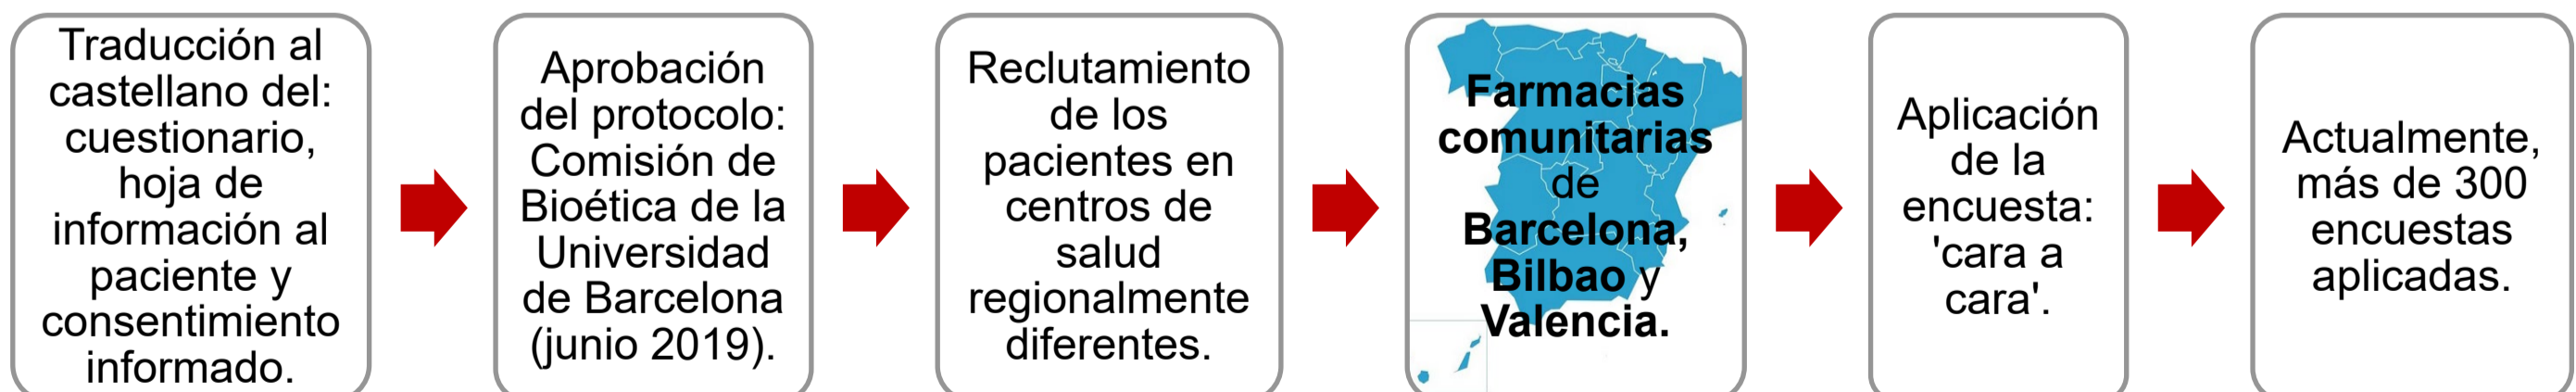 Traducción al
castellano del:
cuestionario,
hoja de
información al
paciente y
consentimiento
informado.
Aprobación
del protocolo:
Comisión de
Bioética de la
Universidad
de Barcelona
(junio 2019).
Reclutamiento
de los
pacientes en
centros de
salud
regionalmente
diferentes.
Farmacias
comunitarias
de
Barcelona,
Bilbao y
Valencia.
Aplicación
de la
encuesta:
'cara a
cara'.
Actualmente,
más de 300
encuestas
aplicadas.